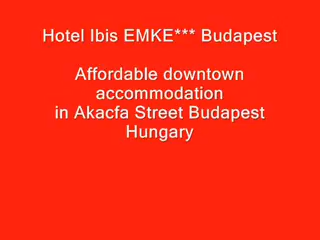 Hotel Ibis EMKE*** Budapest
Affordable downtown
accommodation
in Akacfa Street Budapest
Hungary